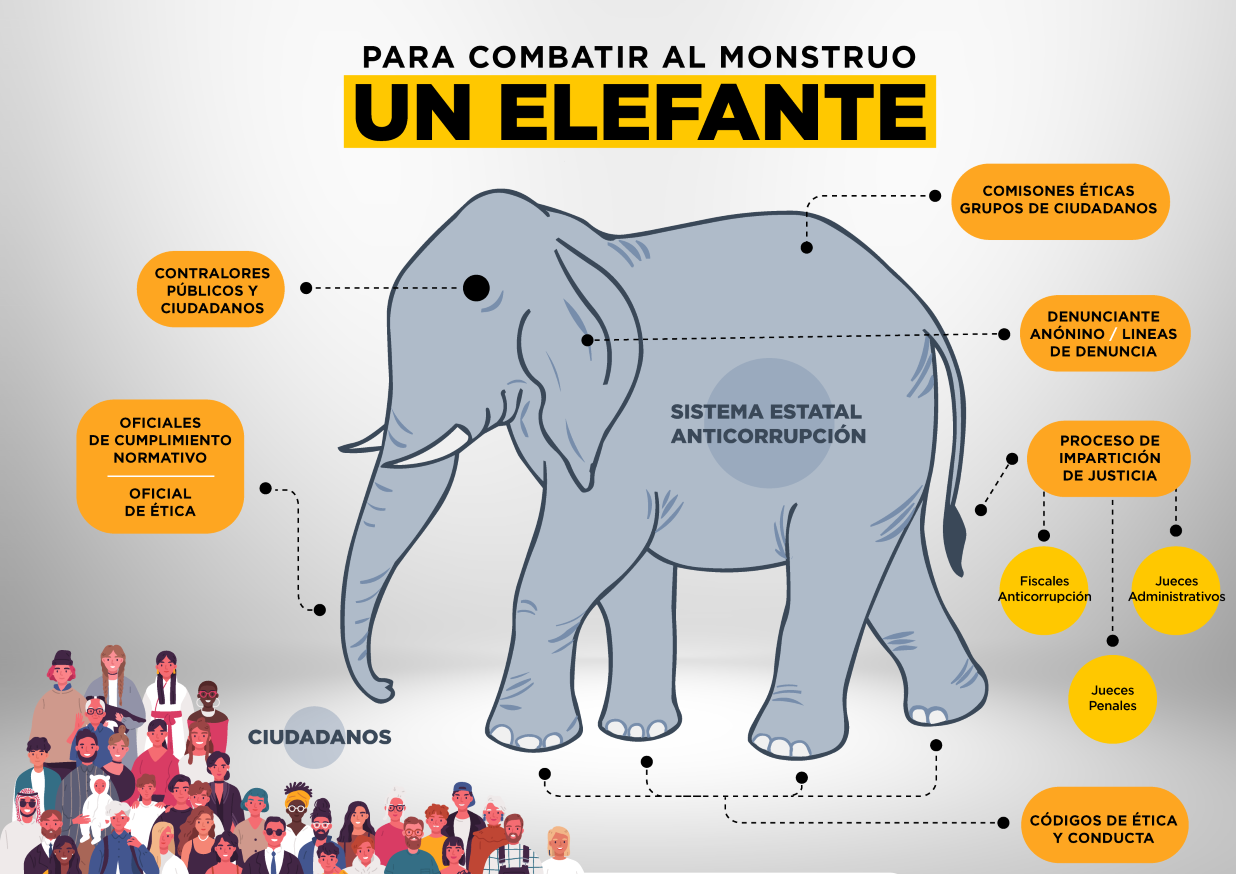 PARA COMBATIR AL MONSTRUO
UN ELEFANTE
COMISONES ÉTICAS
GRUPOS DE CIUDADANOS
CONTRALORES
PÚBLICOS Y
CIUDADANOS
DENUNCIANTE
ANÓNINO / LINEAS
DE DENUNCIA
SISTEMA ESTATAL
ANTICORRUPCIÓN
OFICIALES
DE CUMPLIMIENTO
NORMATIVO
OFICIAL
DE ÉTICA
PROCESO DE
IMPARTICIÓN
DE JUSTICIA
Fiscales
Anticorrupción
Jueces
Administrativos
Jueces
Penales
CIUDADANOS
CÓDIGOS DE ÉTICA
Y CONDUCTA